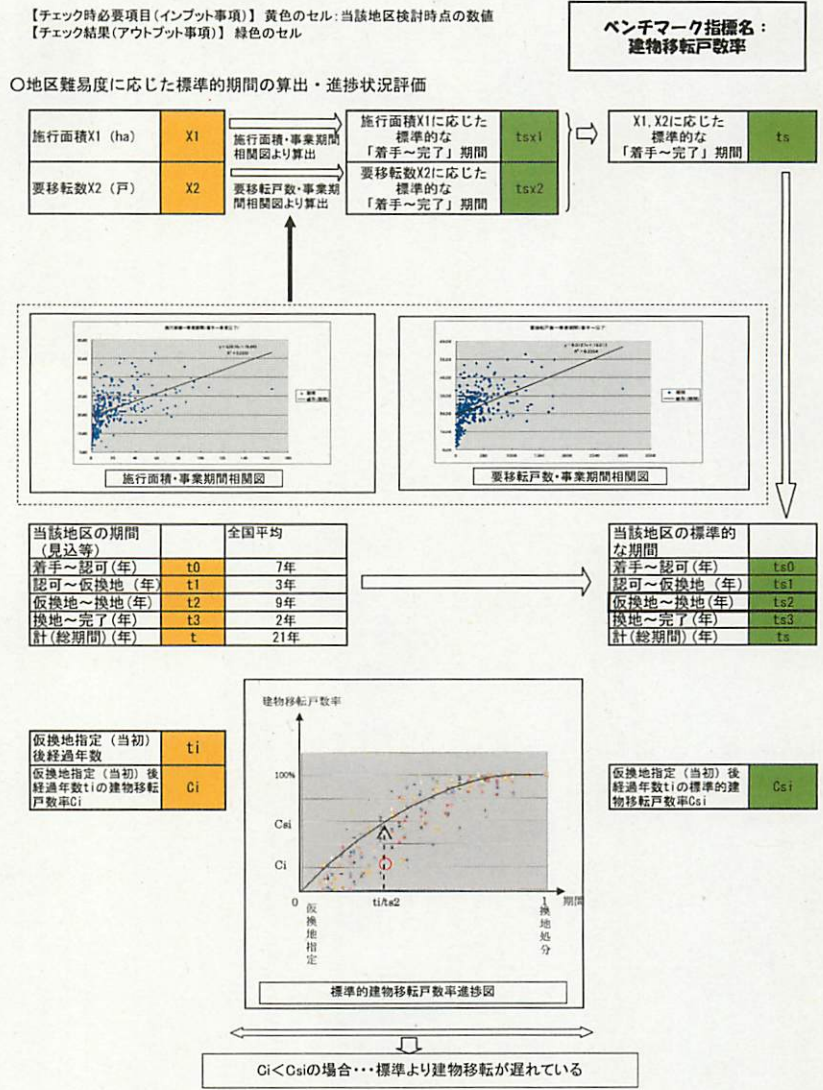 【チェック時必要項目(インプット事項)】 黄色のセル:当該地区検討時点の数値
【チェック結果(アウトプット事項)】 緑色のセル
ベンチマーク指標名:
建物移転戸数率
〇地区難易度に応じた標準的期間の算出・進捗状況評価
施行面積X1 (ha)
X1
施行面積・事業期間
相関図より算出
施行面積X1に応じた
標準的な
「着手~完了」期間
tsx1
X1, X2に応じた
標準的な
「着手~完了」期間
ts
要移転数X2 (戸)
X2
要移転戸数・事業期
間相関図より算出
要移転数X2に応じた
標準的な
「着手~完了」期間
tsx2
施行面積・事業期間相関図
要移転戸数・事業期間相関図
当該地区の期間
(見込等)
全国平均
着手~認可(年)
t0
7年
認可~仮換地 (年)
t1
3年
仮換地~換地(年)
t2
9年
換地~完了(年)
t3
2年
計(総期間)(年)
t
21年
当該地区の標準的
な期間
着手~認可(年)
ts0
認可~仮換地 (年)
ts1
仮換地~換地(年)
ts2
換地~完了(年)
ts3
計(総期間)(年)
ts
仮換地指定 (当初)
後経過年数
ti
仮換地指定 (当初) 後
経過年数tiの建物移転
戸数率Ci
Ci
建物移転戸数率
100%
Csi
Ci
0
ti/ts2
1
期間
仮換地指定
換地処分
標準的建物移転戸数率進捗図
仮換地指定 (当初) 後
経過年数tiの標準的建
物移転戸数率Csi
Csi
Ci<Csiの場合・・・標準より建物移転が遅れている